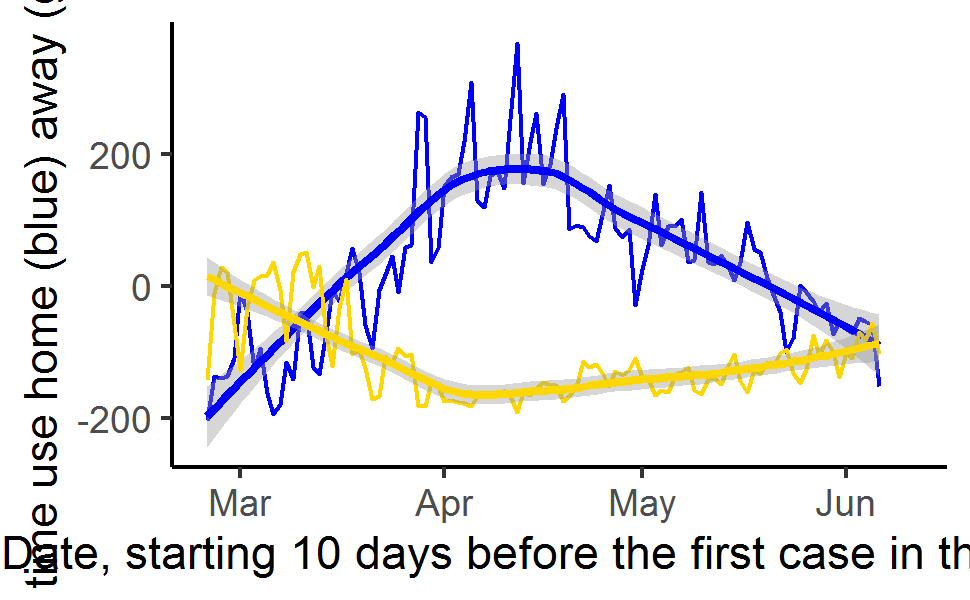 time use home (blue) away (
200
0
-200
Mar Apr May Jun
Date, starting 10 days before the first case in th